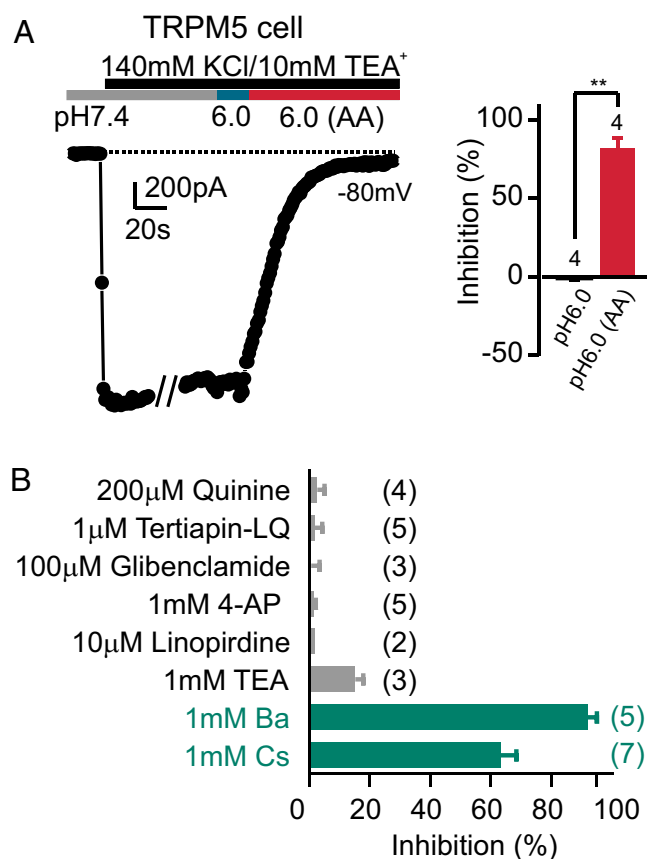 A
TRPM5 cell
140mM KCl/10mM TEA⁺
pH7.4 6.0 6.0 (AA)
200pA
20s
-80mV
Inhibition (%)
100
50
0
-50
**
4
4
pH6.0
pH6.0 (AA)
B
200μM Quinine (4)
1μM Tertiapin-LQ (5)
100μM Glibenclamide (3)
1mM 4-AP (5)
10μM Linopirdine (2)
1mM TEA (3)
1mM Ba (5)
1mM Cs (7)
0 20 40 60 80 100
Inhibition (%)